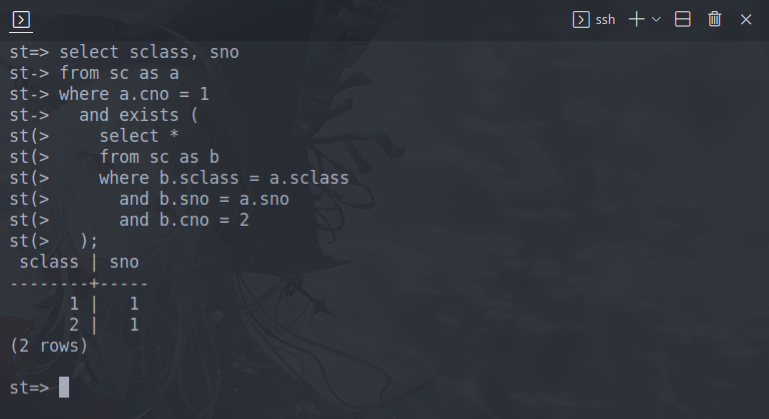 ssh
st=> select sclass, sno
st-> from sc as a
st-> where a.cno = 1
st->   and exists (
st(>     select *
st(>     from sc as b
st(>     where b.sclass = a.sclass
st(>       and b.sno = a.sno
st(>       and b.cno = 2
st(>   );
 sclass | sno
--------+-----
      1 |   1
      2 |   1
(2 rows)
st=>